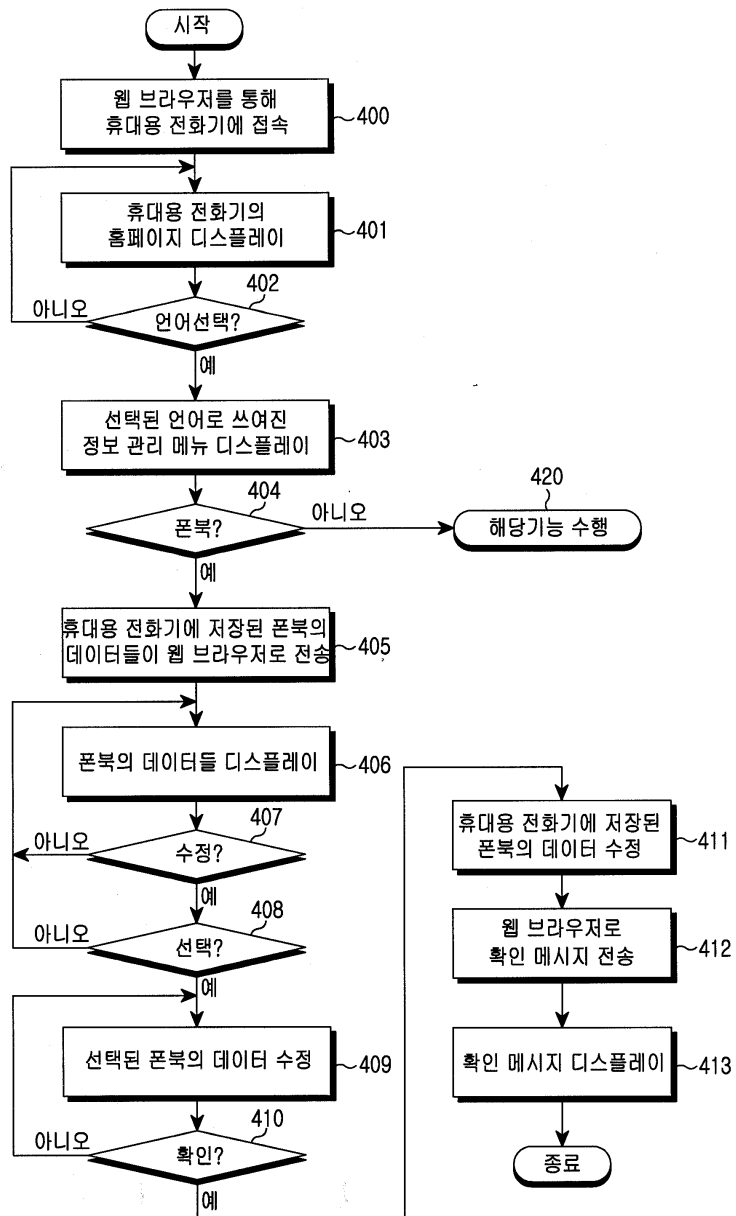 시작
웹 브라우저를 통해
휴대용 전화기에 접속
400
휴대용 전화기의
홈페이지 디스플레이
401
402
아니오
언어선택?
예
선택된 언어로 쓰여진
정보 관리 메뉴 디스플레이
403
404
폰북?
아니오
420
해당기능 수행
예
휴대용 전화기에 저장된 폰북의
데이터들이 웹 브라우저로 전송
405
폰북의 데이터들 디스플레이
406
407
아니오
수정?
예
408
아니오
선택?
예
선택된 폰북의 데이터 수정
409
410
아니오
확인?
예
휴대용 전화기에 저장된
폰북의 데이터 수정
411
웹 브라우저로
확인 메시지 전송
412
확인 메시지 디스플레이
413
종료